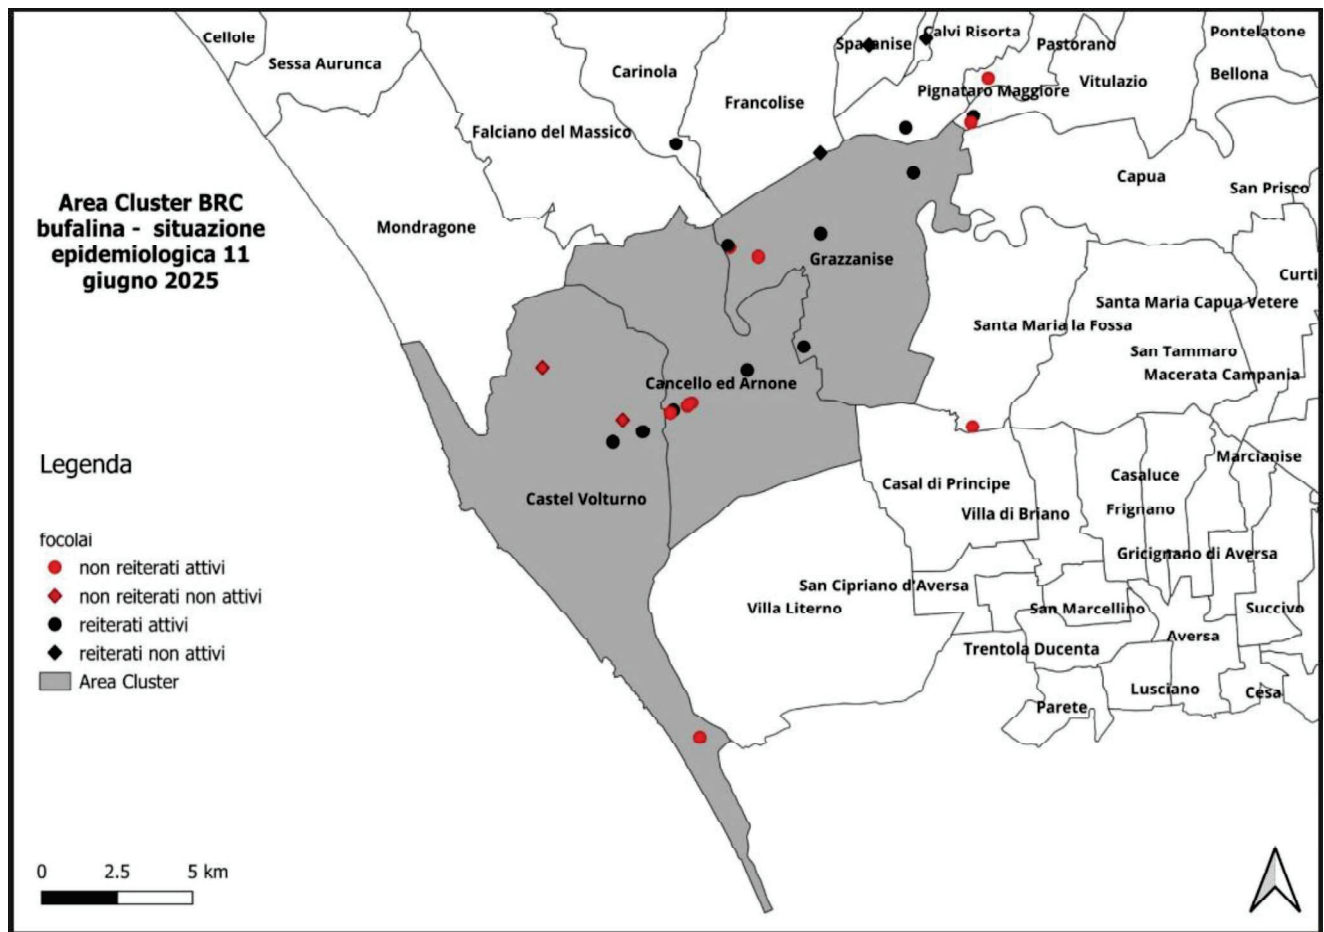 Cellole
Sessa Aurunca
Carinola
Sparanise
Calvi Risorta
Pastorano
Pontelatone
Francolise
Pignataro Maggiore
Vitulazio
Bellona
Falciano del Massico
Capua
San Prisco
Area Cluster BRC
bufalina - situazione
epidemiologica 11
giugno 2025
Mondragone
Grazzanise
Curti
Santa Maria Capua Vetere
Santa Maria la Fossa
San Tammaro
Macerata Campania
Cancello ed Arnone
Legenda
Marcianise
Casaluce
Casal di Principe
Castel Volturno
Villa di Briano
Frignano
focolai
Gricignano di Aversa
non reiterati attivi
San Cipriano d'Aversa
non reiterati non attivi
Villa Literno
San Marcellino
Succivo
reiterati attivi
Aversa
reiterati non attivi
Trentola Ducenta
Area Cluster
Lusciano
Cesa
Parete
0 2.5 5 km